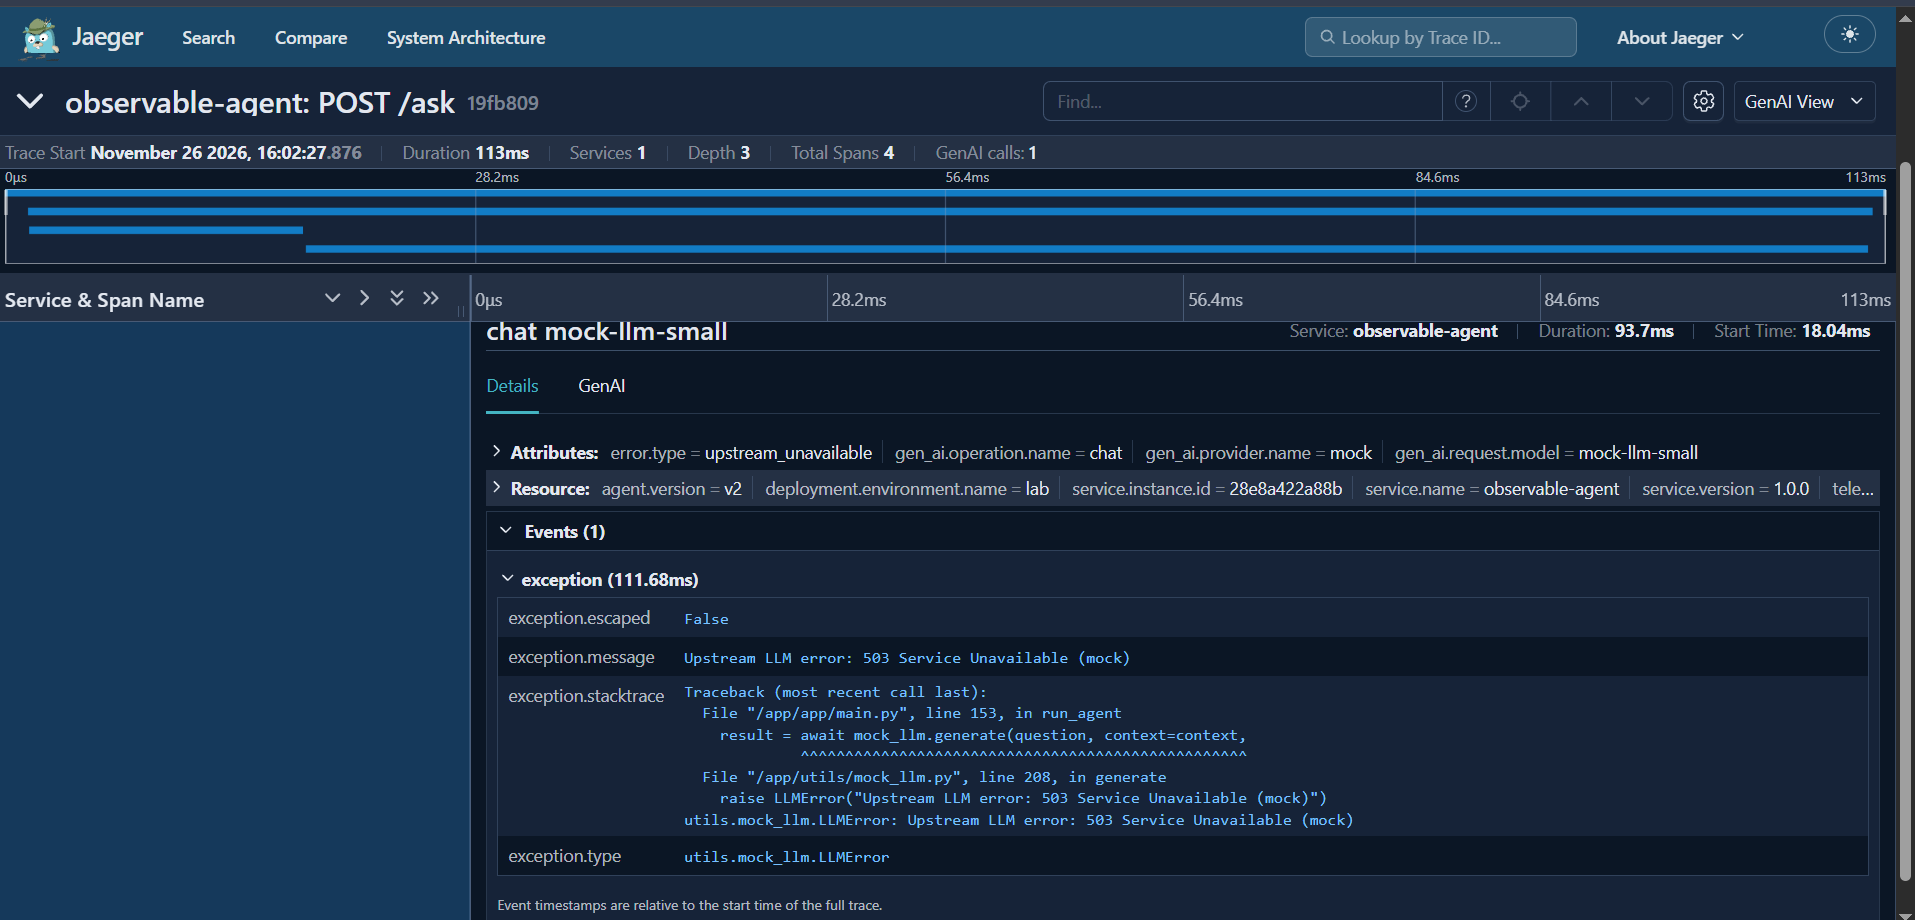 Jaeger Search Compare System Architecture Lookup by Trace ID... About Jaeger
observable-agent: POST /ask 19fb809 Find... ? GenAI View
Trace Start November 26 2026, 16:02:27.876 Duration 113ms Services 1 Depth 3 Total Spans 4 GenAI calls: 1
0μs 28.2ms 56.4ms 84.6ms 113ms
Service & Span Name 0μs 28.2ms 56.4ms 84.6ms 113ms
chat mock-llm-small Service: observable-agent Duration: 93.7ms Start Time: 18.04ms
Details GenAI
Attributes: error.type = upstream_unavailable gen_ai.operation.name = chat gen_ai.provider.name = mock gen_ai.request.model = mock-llm-small
Resource: agent.version = v2 deployment.environment.name = lab service.instance.id = 28e8a422a88b service.name = observable-agent service.version = 1.0.0 tele...
Events (1)
exception (111.68ms)
exception.escaped False
exception.message Upstream LLM error: 503 Service Unavailable (mock)
exception.stacktrace Traceback (most recent call last):
File "/app/app/main.py", line 153, in run_agent
result = await mock_llm.generate(question, context=context,
^^^^^^^^^^^^^^^^^^^^^^^^^^^^^^^^^^^^^^^^^^^^^^^^^^
File "/app/utils/mock_llm.py", line 208, in generate
raise LLMError("Upstream LLM error: 503 Service Unavailable (mock)")
utils.mock_llm.LLMError: Upstream LLM error: 503 Service Unavailable (mock)
exception.type utils.mock_llm.LLMError
Event timestamps are relative to the start time of the full trace.